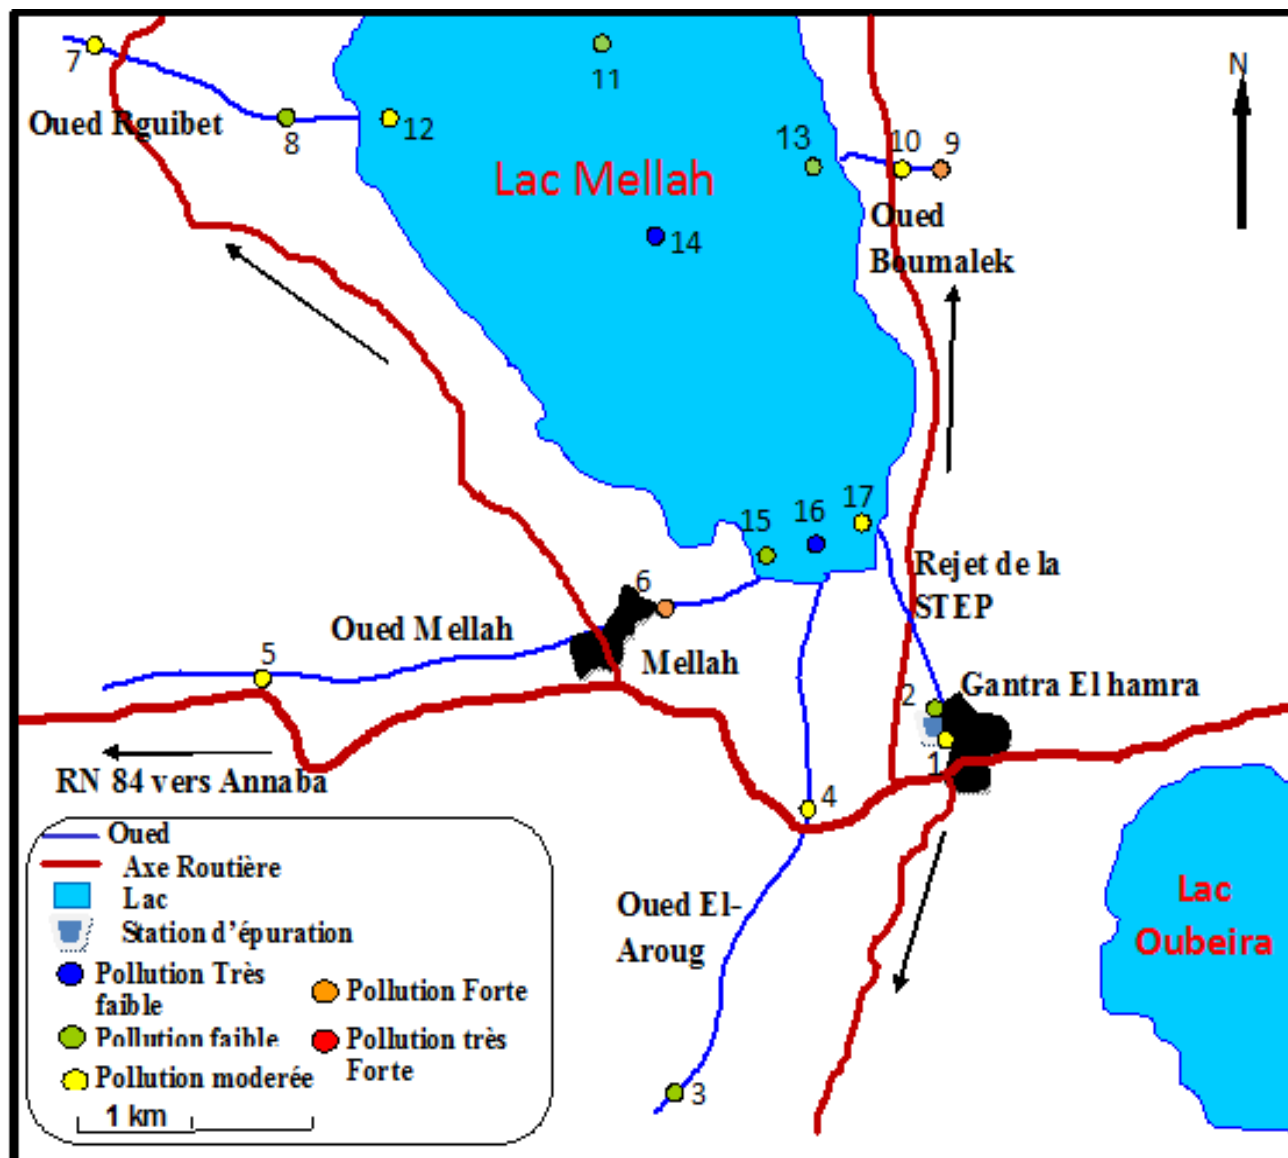 7
11
N
Oued Rguibet
8
12
13
10
9
Lac Mellah
Oued
Boumalek
14
15
16
17
Rejet de la
STEP
6
Oued Mellah
Mellah
5
Gantra El hamra
2
1
RN 84 vers Annaba
4
Oued
Axe Routière
Lac
Station d'épuration
Pollution Très
faible
Pollution faible
Pollution moderée
Pollution Forte
Pollution très
Forte
1 km
Oued El-
Aroug
3
Lac
Oubeira